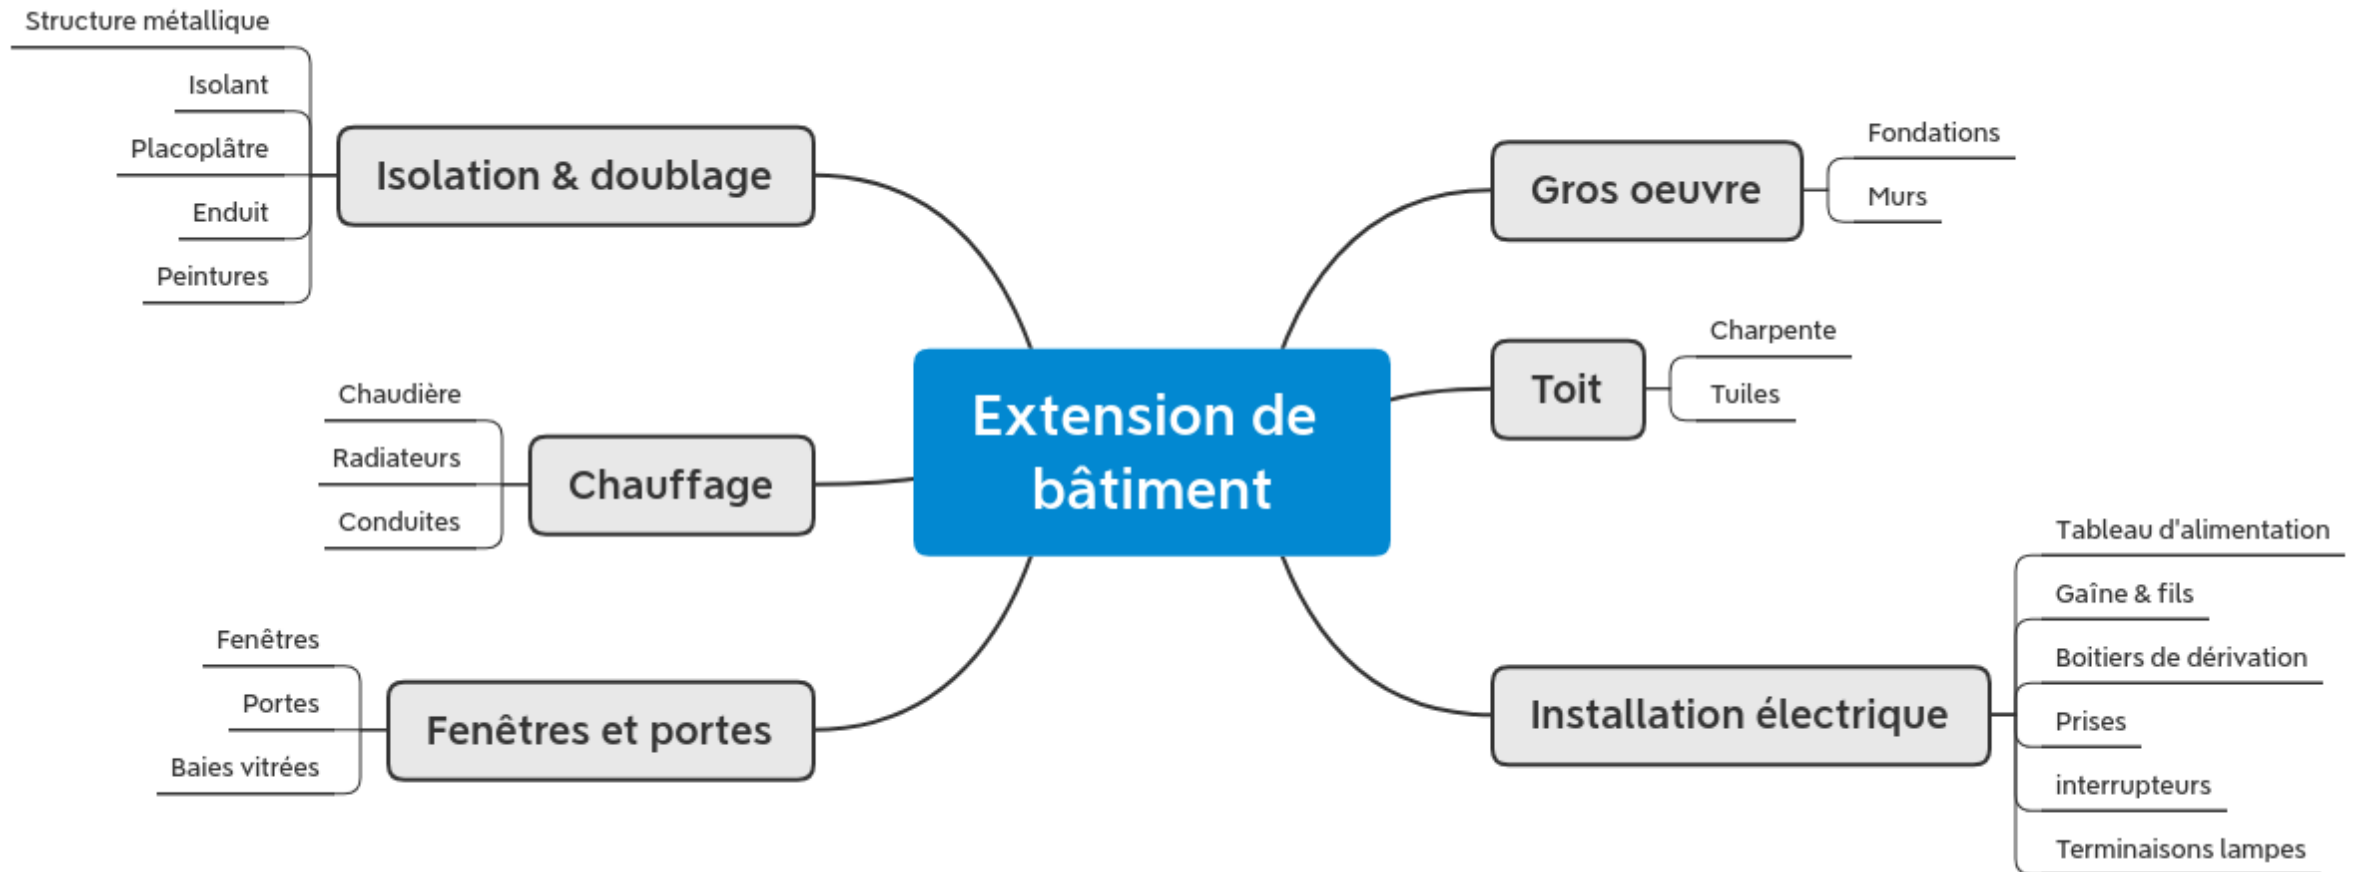 Structure métallique
Isolant
Placoplâtre
Enduit
Peintures
Isolation & doublage
Chaudière
Radiateurs
Conduites
Chauffage
Fenêtres
Portes
Baies vitrées
Fenêtres et portes
Extension de
bâtiment
Gros oeuvre
Fondations
Murs
Toit
Charpente
Tuiles
Installation électrique
Tableau d'alimentation
Gaîne & fils
Boitiers de dérivation
Prises
interrupteurs
Terminaisons lampes